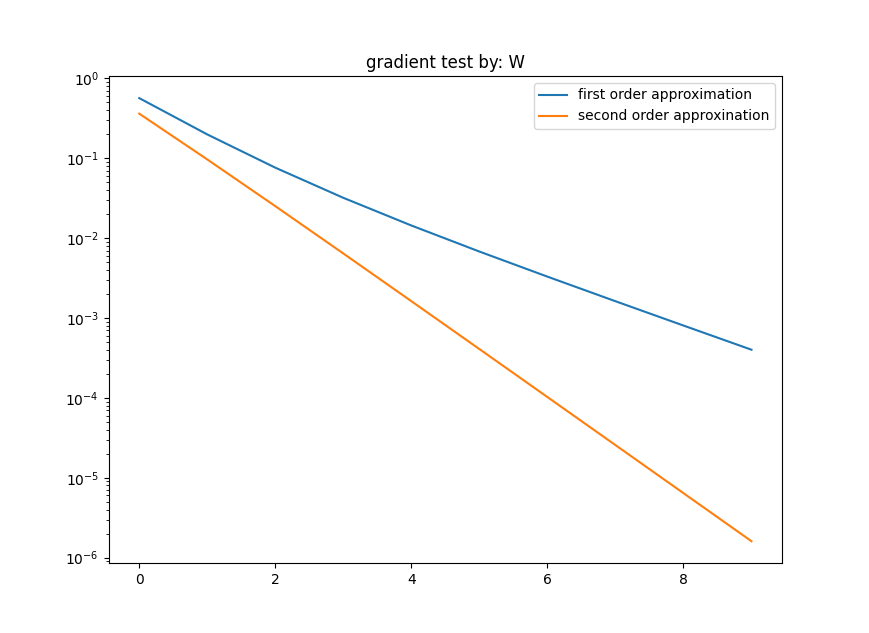 gradient test by: W
first order approximation
second order approxination
10⁰
10⁻¹
10⁻²
10⁻³
10⁻⁴
10⁻⁵
10⁻⁶
0 2 4 6 8